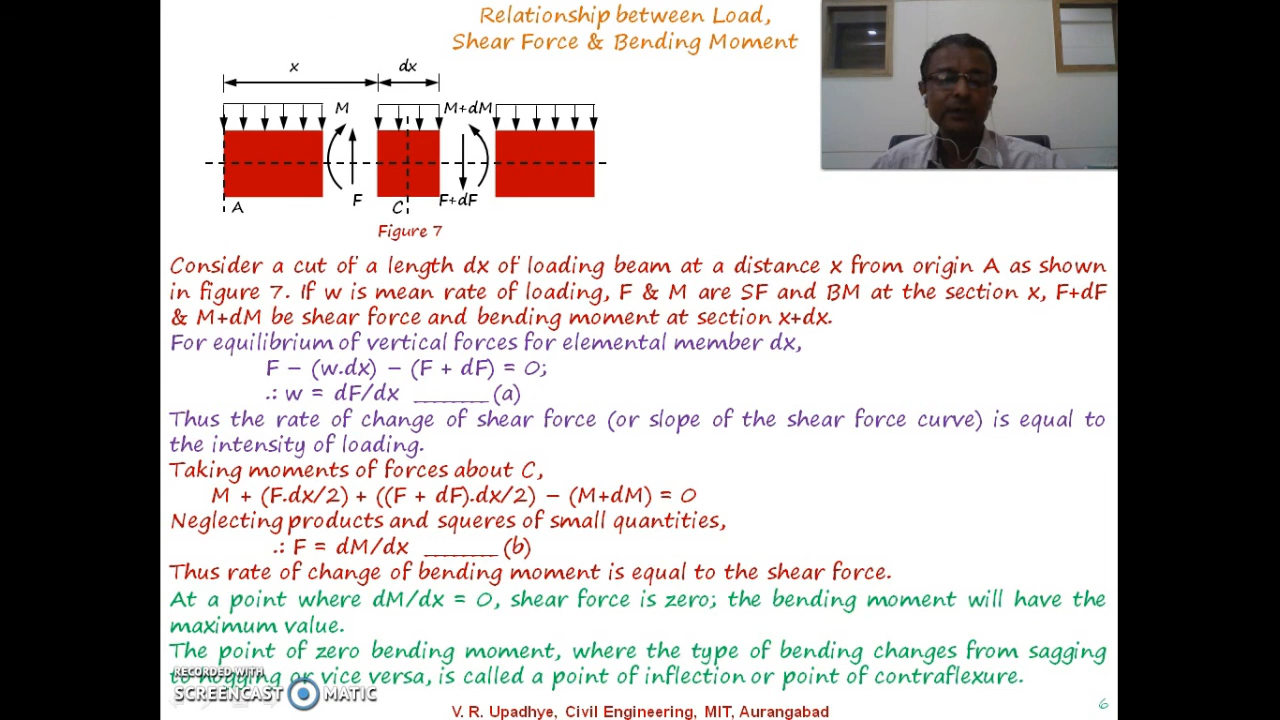 Relationship between Load,
Shear Force & Bending Moment
x
dx
M
M+dM
F
F+dF
A
C
Figure 7
Consider a cut of a length dx of loading beam at a distance x from origin A as shown
in figure 7. If w is mean rate of loading, F & M are SF and BM at the section x, F+dF
& M+dM be shear force and bending moment at section x+dx.
For equilibrium of vertical forces for elemental member dx,
F – (w.dx) – (F + dF) = 0;
∴ w = dF/dx ________ (a)
Thus the rate of change of shear force (or slope of the shear force curve) is equal to
the intensity of loading.
Taking moments of forces about C,
M + (F.dx/2) + ((F + dF).dx/2) – (M+dM) = 0
Neglecting products and squeres of small quantities,
∴ F = dM/dx ________ (b)
Thus rate of change of bending moment is equal to the shear force.
At a point where dM/dx = 0, shear force is zero; the bending moment will have the
maximum value.
The point of zero bending moment, where the type of bending changes from sagging
to hogging or vice versa, is called a point of inflection or point of contraflexure.
RECORDED WITH
SCREENCAST MATIC
V. R. Upadhye, Civil Engineering, MIT, Aurangabad
6